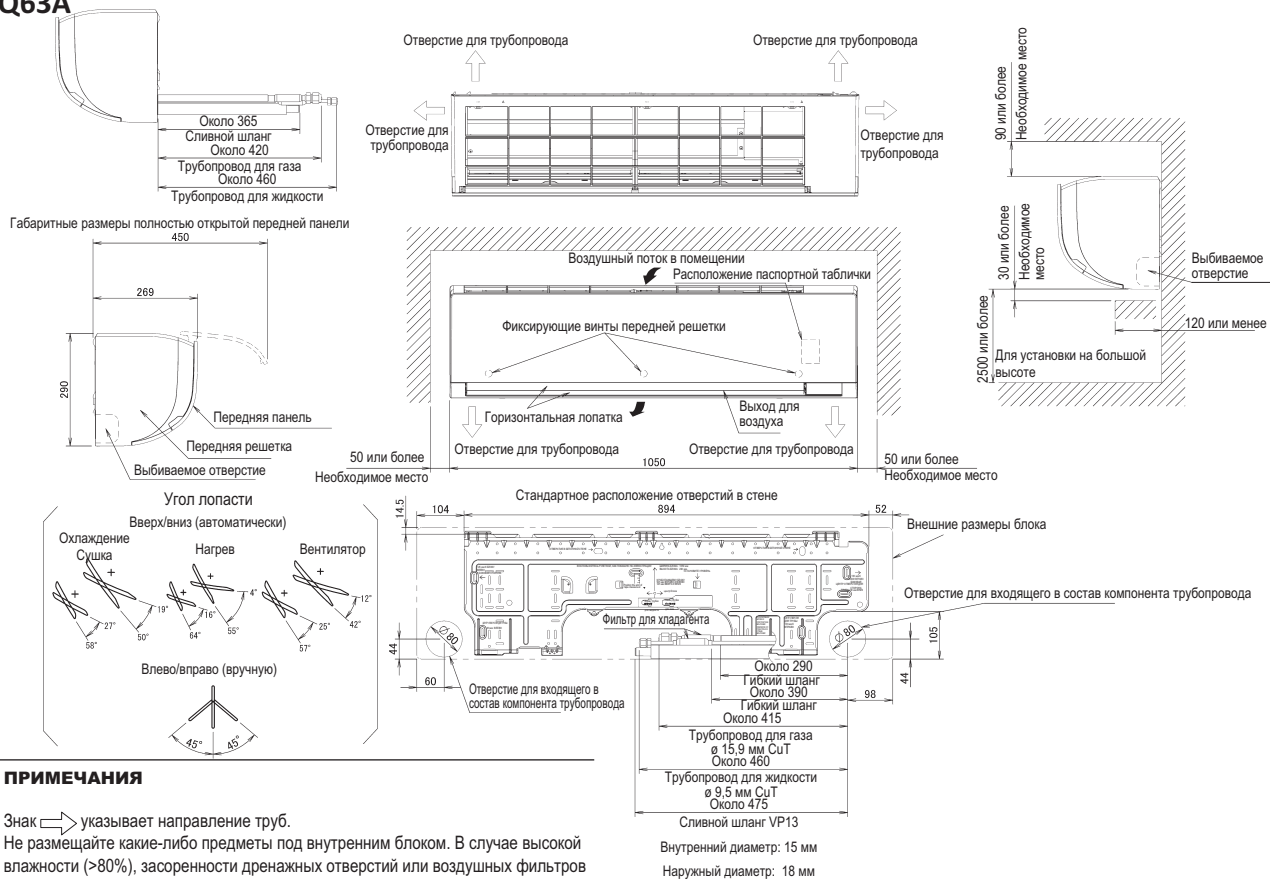 Q63A
Около 365
Сливной шланг
Около 420
Трубопровод для газа
Около 460
Трубопровод для жидкости
Отверстие для трубопровода
Отверстие для трубопровода
Отверстие для
трубопровода
Отверстие для
трубопровода
90 или более
Необходимое место
30 или более
Необходимое
место
2500 или более
Выбиваемое
отверстие
120 или менее
Для установки на большой
высоте
Габаритные размеры полностью открытой передней панели
450
269
290
Передняя панель
Передняя решетка
Выбиваемое отверстие
Воздушный поток в помещении
Расположение паспортной таблички
Фиксирующие винты передней решетки
Горизонтальная лопатка
Выход для
воздуха
Отверстие для трубопровода
Отверстие для трубопровода
50 или более
Необходимое место
1050
50 или более
Необходимое место
Угол лопасти
Вверх/вниз (автоматически)
Охлаждение
Сушка
Нагрев
Вентилятор
27°
58°
19°
50°
16°
64°
4°
55°
25°
57°
12°
42°
Влево/вправо (вручную)
45°
45°
Стандартное расположение отверстий в стене
14.5
104
894
52
Внешние размеры блока
Отверстие для входящего в состав компонента трубопровода
Фильтр для хладагента
Ø 80
Ø 80
105
44
44
60
98
Отверстие для входящего в
состав компонента трубопровода
Около 290
Гибкий шланг
Около 390
Гибкий шланг
Около 415
Трубопровод для газа
ø 15,9 мм CuT
Около 460
Трубопровод для жидкости
ø 9,5 мм CuT
Около 475
Сливной шланг VP13
Внутренний диаметр: 15 мм
Наружный диаметр: 18 мм
ПРИМЕЧАНИЯ
Знак указывает направление труб.
Не размещайте какие-либо предметы под внутренним блоком. В случае высокой
влажности (>80%), засоренности дренажных отверстий или воздушных фильтров